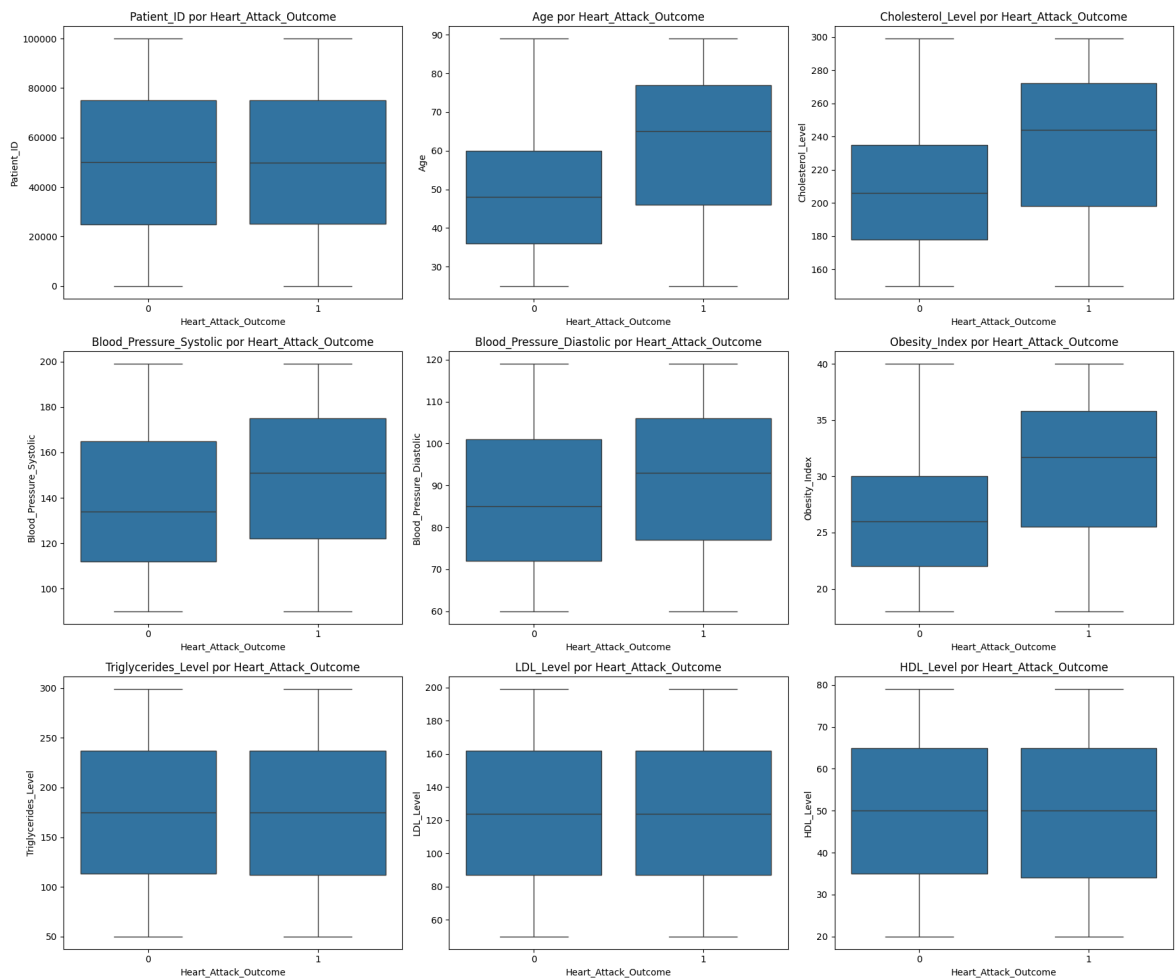 Patient_ID por Heart_Attack_Outcome
Patient_ID
100000
80000
60000
40000
20000
0
0
1
Heart_Attack_Outcome
Age por Heart_Attack_Outcome
Age
90
80
70
60
50
40
30
0
1
Heart_Attack_Outcome
Cholesterol_Level por Heart_Attack_Outcome
Cholesterol_Level
300
280
260
240
220
200
180
160
0
1
Heart_Attack_Outcome
Blood_Pressure_Systolic por Heart_Attack_Outcome
Blood_Pressure_Systolic
200
180
160
140
120
100
0
1
Heart_Attack_Outcome
Blood_Pressure_Diastolic por Heart_Attack_Outcome
Blood_Pressure_Diastolic
120
110
100
90
80
70
60
0
1
Heart_Attack_Outcome
Obesity_Index por Heart_Attack_Outcome
Obesity_Index
40
35
30
25
20
0
1
Heart_Attack_Outcome
Triglycerides_Level por Heart_Attack_Outcome
Triglycerides_Level
300
250
200
150
100
50
0
1
Heart_Attack_Outcome
LDL_Level por Heart_Attack_Outcome
LDL_Level
200
180
160
140
120
100
80
60
0
1
Heart_Attack_Outcome
HDL_Level por Heart_Attack_Outcome
HDL_Level
80
70
60
50
40
30
20
0
1
Heart_Attack_Outcome